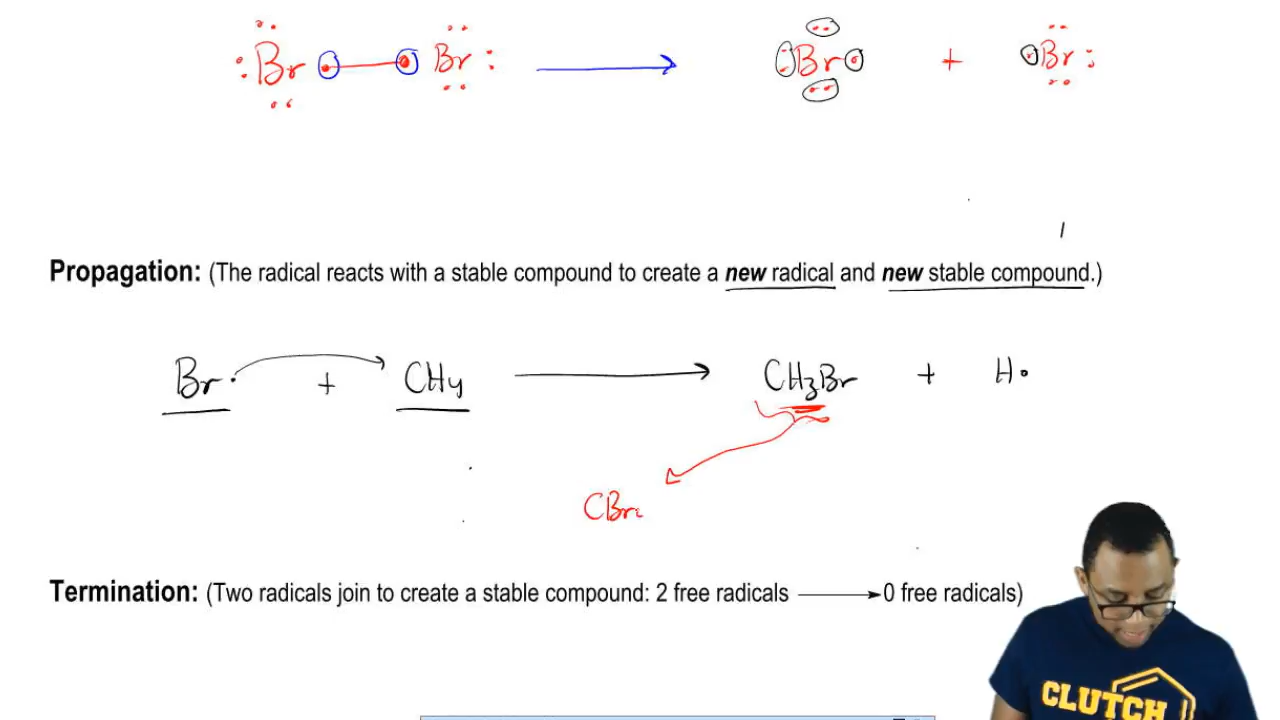 :Br · — · Br: → :Br · + · Br:
Propagation: (The radical reacts with a stable compound to create a new radical and new stable compound.)
Br· + CH4 → CH3Br + H·
CBr
Termination: (Two radicals join to create a stable compound: 2 free radicals → 0 free radicals)
CLUTCH